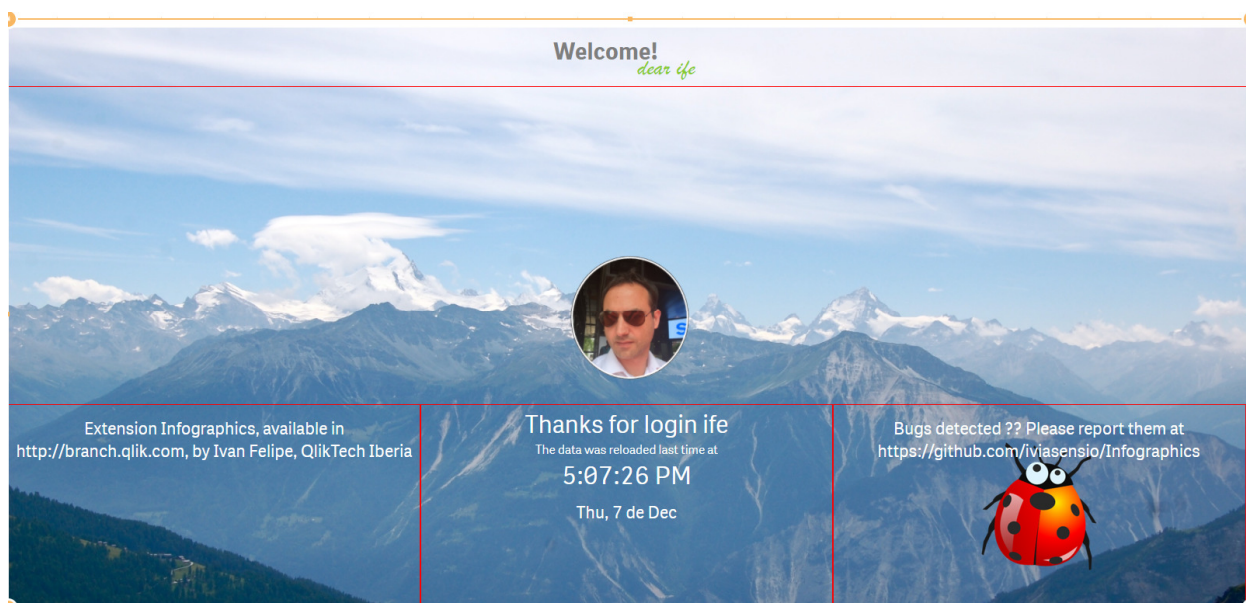 Welcome!
dear ife
Extension Infographics, available in
http://branch.qlik.com, by Ivan Felipe, QlikTech Iberia
Thanks for login ife
The data was reloaded last time at
5:07:26 PM
Thu, 7 de Dec
Bugs detected ?? Please report them at
https://github.com/iviasensio/Infographics
S